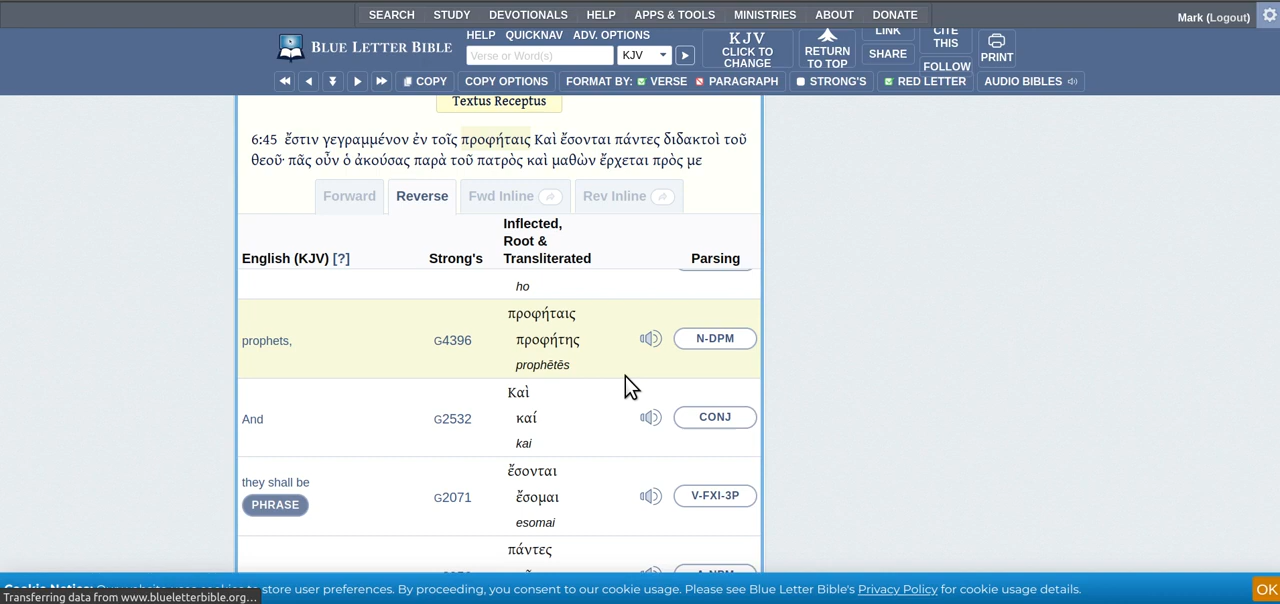 SEARCH STUDY DEVOTIONALS HELP APPS & TOOLS MINISTRIES ABOUT DONATE
Mark (Logout)
BLUE LETTER BIBLE
HELP QUICKNAV ADV. OPTIONS
Verse or Word(s) KJV
KJV
CLICK TO
CHANGE
RETURN
TO TOP
LINK
SHARE
CITE
THIS
FOLLOW
PRINT
COPY COPY OPTIONS FORMAT BY: VERSE PARAGRAPH STRONG'S RED LETTER AUDIO BIBLES
Textus Receptus
6:45 ἔστιν γεγραμμένον ἐν τοῖς προφήταις Καὶ ἔσονται πάντες διδακτοὶ τοῦ
θεοῦ· πᾶς οὖν ὁ ἀκούσας παρὰ τοῦ πατρὸς καὶ μαθὼν ἔρχεται πρὸς με
Forward Reverse Fwd Inline Rev Inline
Inflected,
Root &
English (KJV) [?] Strong's Transliterated Parsing
ho
προφήταις
prophets, G4396 προφήτης N-DPM
prophētēs
Καὶ
And G2532 καί CONJ
kai
ἔσονται
they shall be G2071 ἔσομαι V-FXI-3P
PHRASE
esomai
πάντες
store user preferences. By proceeding, you consent to our cookie usage. Please see Blue Letter Bible's Privacy Policy for cookie usage details. OK
Transferring data from www.blueletterbible.org...